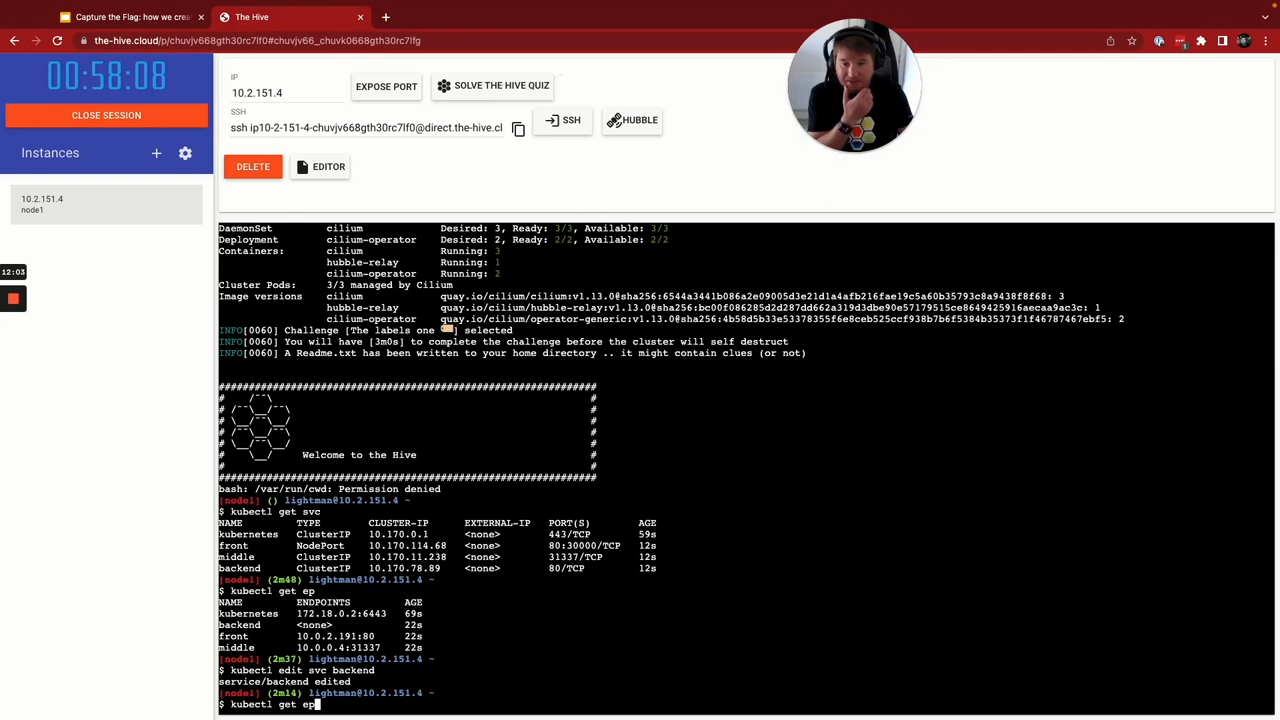 Capture the Flag: how we crea
The Hive
the-hive.cloud/p/chuvjv668gth30rc7lf0#chuvjv66_chuvk0668gth30rc7lfg
00:58:08
CLOSE SESSION
Instances
10.2.151.4
node1
12:03
IP
10.2.151.4
EXPOSE PORT
SOLVE THE HIVE QUIZ
SSH
ssh ip10-2-151-4-chuvjv668gth30rc7lf0@direct.the-hive.cl
SSH
HUBBLE
DELETE
EDITOR
DaemonSet cilium Desired: 3, Ready: 3/3, Available: 3/3
Deployment cilium-operator Desired: 2, Ready: 2/2, Available: 2/2
Containers: cilium Running: 3
hubble-relay Running: 1
cilium-operator Running: 2
Cluster Pods: 3/3 managed by Cilium
Image versions cilium quay.io/cilium/cilium:v1.13.0@sha256:6544a3441b086a2e09005d3e21d1a4afb216fae19c5a60b35793c8a9438f8f68: 3
hubble-relay quay.io/cilium/hubble-relay:v1.13.0@sha256:bc00f086285d2d287dd662a319d3dbe90e57179515ce8649425916aecaa9ac3c: 1
cilium-operator quay.io/cilium/operator-generic:v1.13.0@sha256:4b58d5b33e53378355f6e8ceb525ccf938b7b6f5384b35373f1f46787467ebf5: 2
INFO[0060] Challenge [The labels one 🏷️] selected
INFO[0060] You will have [3m0s] to complete the challenge before the cluster will self destruct
INFO[0060] A Readme.txt has been written to your home directory .. it might contain clues (or not)
##########################################################
# /¯¯\ #
# /¯¯\__/¯¯\ #
# \__/¯¯\__/ #
# /¯¯\__/¯¯\ #
# \__/¯¯\__/ #
# \__/ Welcome to the Hive #
# #
##########################################################
bash: /var/run/cwd: Permission denied
[node1] () lightman@10.2.151.4 ~
$ kubectl get svc
NAME TYPE CLUSTER-IP EXTERNAL-IP PORT(S) AGE
kubernetes ClusterIP 10.170.0.1 <none> 443/TCP 59s
front NodePort 10.170.114.68 <none> 80:30000/TCP 12s
middle ClusterIP 10.170.11.238 <none> 31337/TCP 12s
backend ClusterIP 10.170.78.89 <none> 80/TCP 12s
[node1] (2m48) lightman@10.2.151.4 ~
$ kubectl get ep
NAME ENDPOINTS AGE
kubernetes 172.18.0.2:6443 69s
backend <none> 22s
front 10.0.2.191:80 22s
middle 10.0.0.4:31337 22s
[node1] (2m37) lightman@10.2.151.4 ~
$ kubectl edit svc backend
service/backend edited
[node1] (2m14) lightman@10.2.151.4 ~
$ kubectl get ep